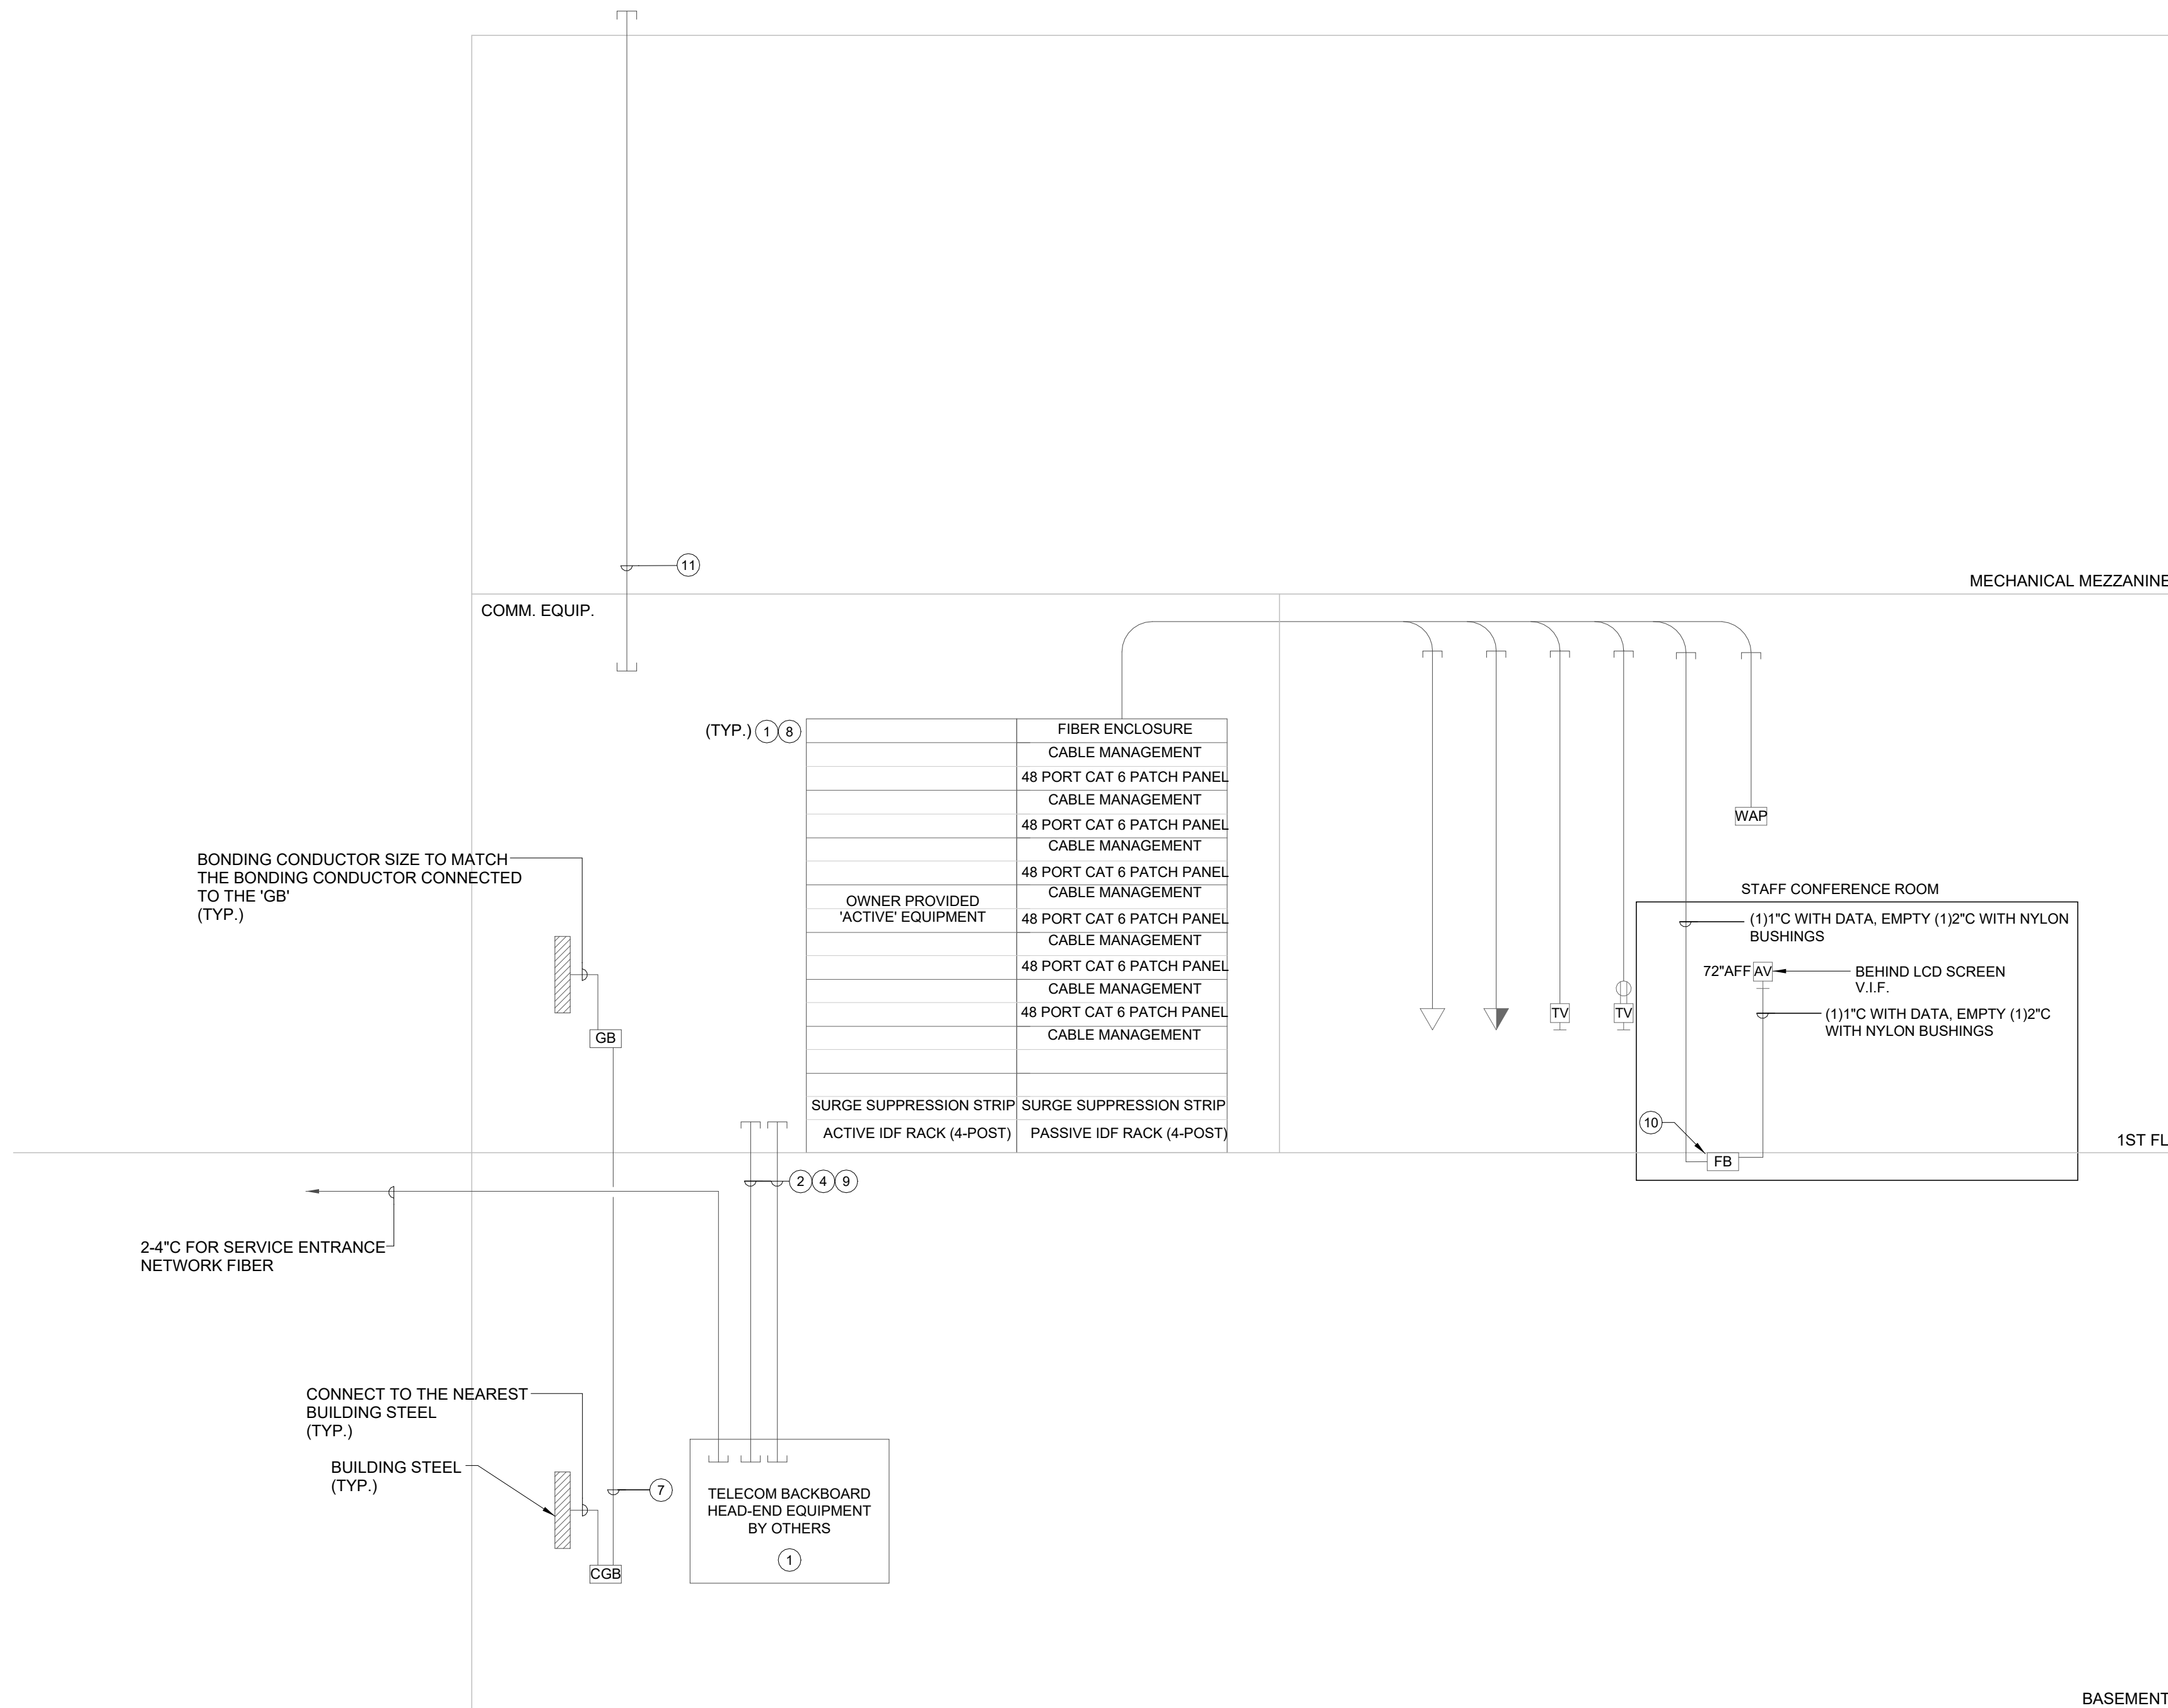 11
MECHANICAL MEZZANINE
COMM. EQUIP.
(TYP.) 1 8
FIBER ENCLOSURE
CABLE MANAGEMENT
48 PORT CAT 6 PATCH PANEL
CABLE MANAGEMENT
48 PORT CAT 6 PATCH PANEL
CABLE MANAGEMENT
48 PORT CAT 6 PATCH PANEL
CABLE MANAGEMENT
48 PORT CAT 6 PATCH PANEL
CABLE MANAGEMENT
48 PORT CAT 6 PATCH PANEL
CABLE MANAGEMENT
48 PORT CAT 6 PATCH PANEL
CABLE MANAGEMENT
OWNER PROVIDED
'ACTIVE' EQUIPMENT
SURGE SUPPRESSION STRIP
SURGE SUPPRESSION STRIP
ACTIVE IDF RACK (4-POST)
PASSIVE IDF RACK (4-POST)
WAP
TV
TV
STAFF CONFERENCE ROOM
(1)1"C WITH DATA, EMPTY (1)2"C WITH NYLON
BUSHINGS
72"AFF AV
BEHIND LCD SCREEN
V.I.F.
(1)1"C WITH DATA, EMPTY (1)2"C
WITH NYLON BUSHINGS
10
FB
1ST FL
BONDING CONDUCTOR SIZE TO MATCH
THE BONDING CONDUCTOR CONNECTED
TO THE 'GB'
(TYP.)
GB
2 4 9
2-4"C FOR SERVICE ENTRANCE
NETWORK FIBER
CONNECT TO THE NEAREST
BUILDING STEEL
(TYP.)
BUILDING STEEL
(TYP.)
7
CGB
TELECOM BACKBOARD
HEAD-END EQUIPMENT
BY OTHERS
1
BASEMENT